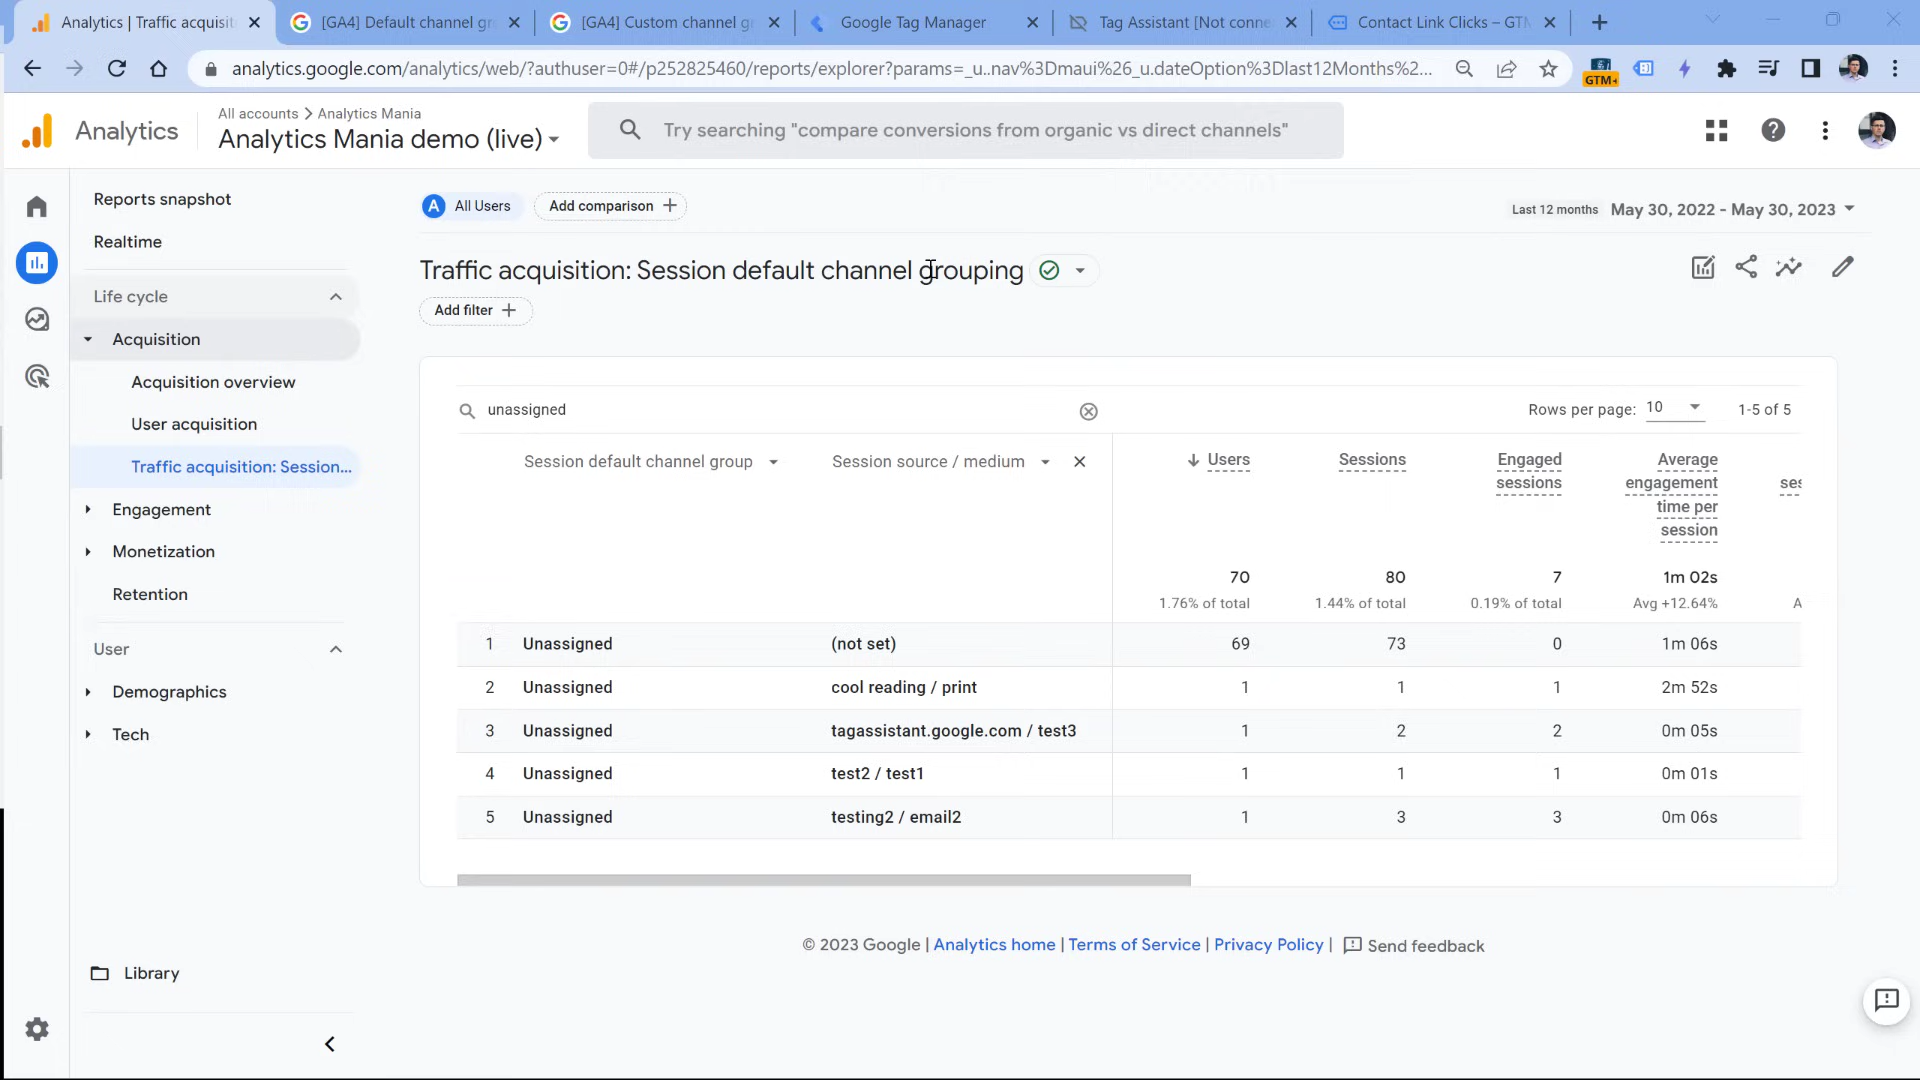 Analytics | Traffic acquisit
[GA4] Default channel gr
[GA4] Custom channel g
Google Tag Manager
Tag Assistant [Not conne
Contact Link Clicks – GTM
analytics.google.com/analytics/web/?authuser=0#/p252825460/reports/explorer?params=_u..nav%3Dmaui%26_u.dateOption%3Dlast12Months%2...
GTM
Analytics
All accounts > Analytics Mania
Analytics Mania demo (live)
Try searching "compare conversions from organic vs direct channels"
Reports snapshot
Realtime
Life cycle
Acquisition
Acquisition overview
User acquisition
Traffic acquisition: Session...
Engagement
Monetization
Retention
User
Demographics
Tech
Library
A All Users
Add comparison +
Last 12 months May 30, 2022 - May 30, 2023
Traffic acquisition: Session default channel grouping
Add filter +
unassigned
Rows per page: 10
1-5 of 5
Session default channel group
Session source / medium
Users
Sessions
Engaged sessions
Average engagement time per session
ses
70 80 7 1m 02s
1.76% of total 1.44% of total 0.19% of total Avg +12.64% A
1 Unassigned (not set) 69 73 0 1m 06s
2 Unassigned cool reading / print 1 1 1 2m 52s
3 Unassigned tagassistant.google.com / test3 1 2 2 0m 05s
4 Unassigned test2 / test1 1 1 1 0m 01s
5 Unassigned testing2 / email2 1 3 3 0m 06s
© 2023 Google | Analytics home | Terms of Service | Privacy Policy | Send feedback